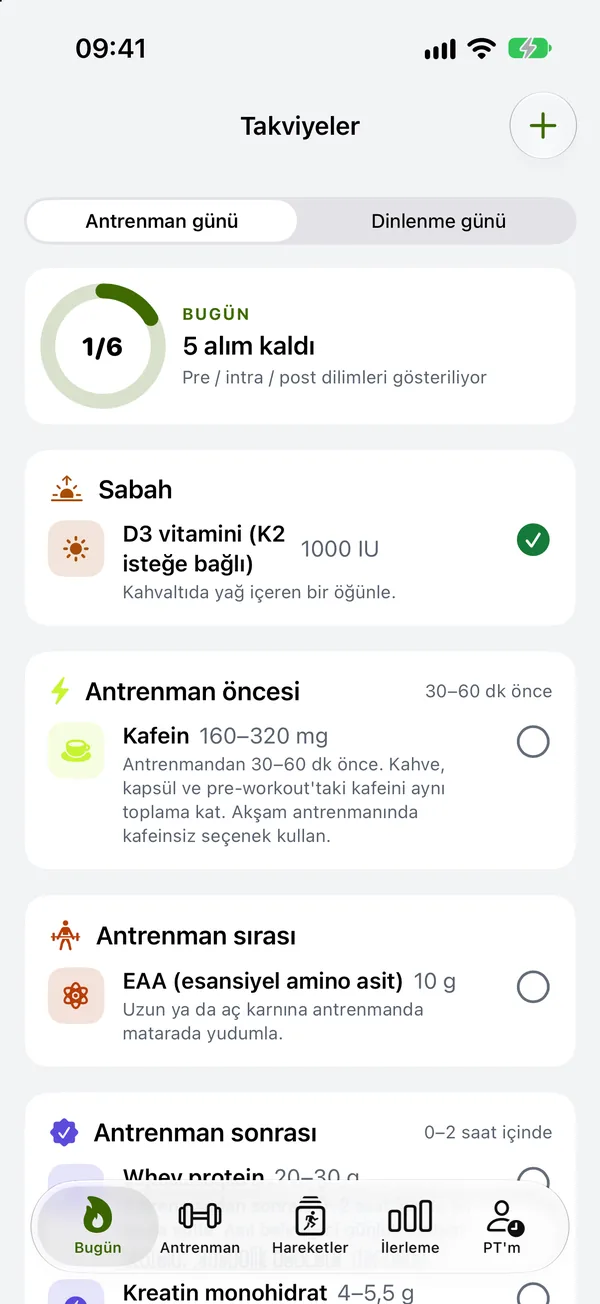 09:41
Takviyeler
Antrenman günü
Dinlenme günü
1/6
BUGÜN
5 alım kaldı
Pre / intra / post dilimleri gösteriliyor
Sabah
D3 vitamini (K2
isteğe bağlı)
1000 IU
Kahvaltıda yağ içeren bir öğünle.
Antrenman öncesi
30–60 dk önce
Kafein 160–320 mg
Antrenmandan 30–60 dk önce. Kahve,
kapsül ve pre-workout'taki kafeini aynı
toplama kat. Akşam antrenmanında
kafeinsiz seçenek kullan.
Antrenman sırası
EAA (esansiyel amino asit) 10 g
Uzun ya da aç karnına antrenmanda
matarada yudumla.
Antrenman sonrası
0–2 saat içinde
Whey protein 20–30 g
Bugün
Antrenman
Hareketler
İlerleme
PT'm
Kreatin monohidrat 4–5,5 g